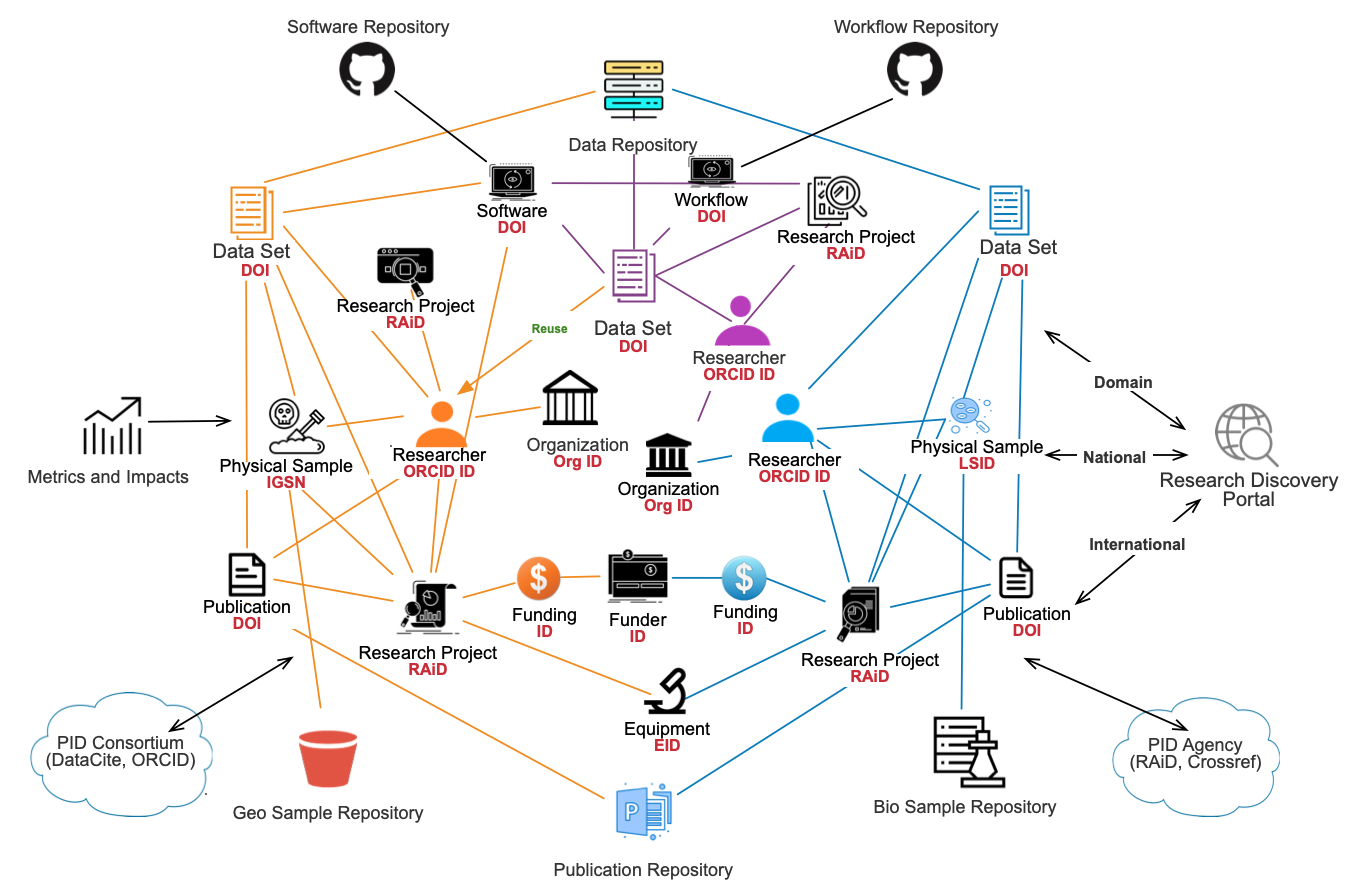 Software Repository
Workflow Repository
Data Repository
Software
DOI
Workflow
DOI
Research Project
RAiD
Data Set
DOI
Data Set
DOI
Research Project
RAiD
Reuse
Data Set
DOI
Researcher
ORCID ID
Domain
Metrics and Impacts
Physical Sample
IGSN
Researcher
ORCID ID
Organization
Org ID
Organization
Org ID
Researcher
ORCID ID
Physical Sample
LSID
National
Research Discovery
Portal
International
Publication
DOI
$
Funding
ID
$
$
Funder
ID
$
Funding
ID
Publication
DOI
Research Project
RAiD
Research Project
RAiD
Equipment
EID
PID Consortium
(DataCite, ORCID)
PID Agency
(RAiD, Crossref)
Geo Sample Repository
P
Bio Sample Repository
Publication Repository